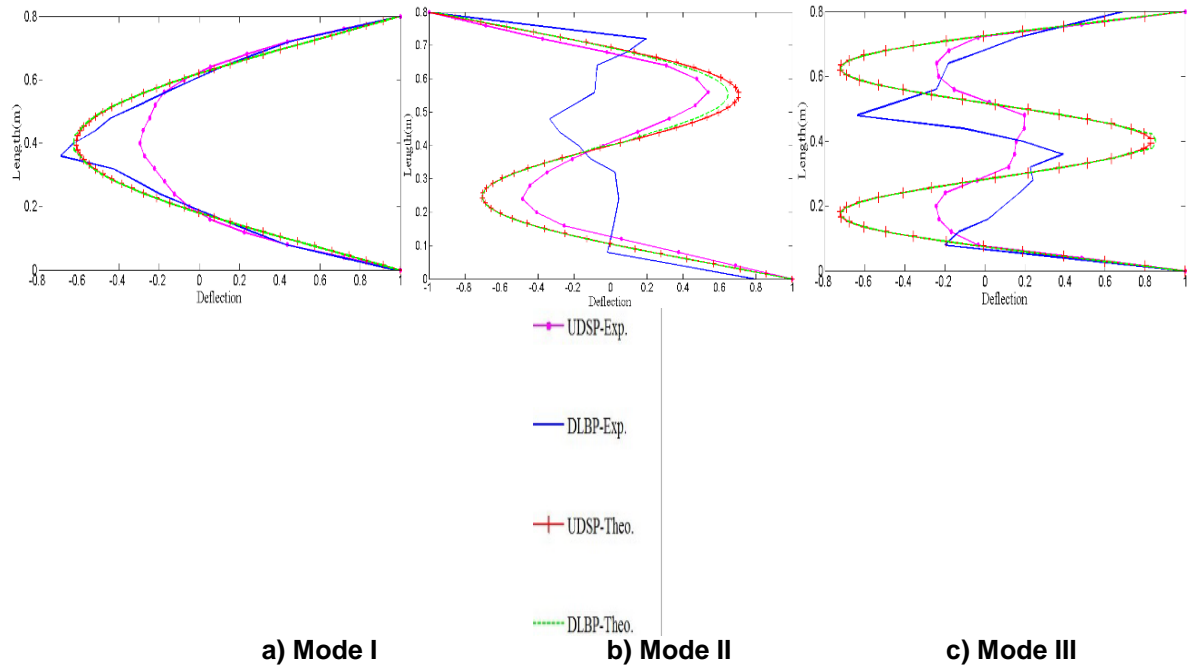 0.8
0.6
0.4
0.2
0
Length(m)
-0.8 -0.6 -0.4 -0.2 0 0.2 0.4 0.6 0.8 1
Deflection
0.8
0.7
0.6
0.5
0.4
0.3
0.2
0.1
0
Length(m)
-1 -0.8 -0.6 -0.4 -0.2 0 0.2 0.4 0.6 0.8 1
Deflection
0.8
0.6
0.4
0.2
0
Length(m)
-0.8 -0.6 -0.4 -0.2 0 0.2 0.4 0.6 0.8 1
Deflection
UDSP-Exp.
DLBP-Exp.
UDSP-Theo.
DLBP-Theo.
a) Mode I
b) Mode II
c) Mode III